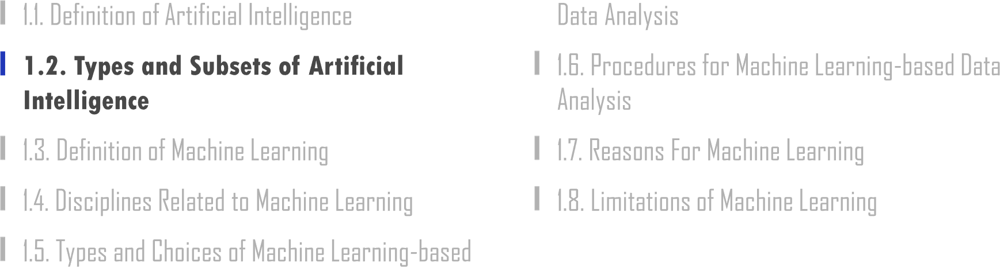 1.1. Definition of Artificial Intelligence
1.2. Types and Subsets of Artificial
Intelligence
1.3. Definition of Machine Learning
1.4. Disciplines Related to Machine Learning
1.5. Types and Choices of Machine Learning-based
Data Analysis
1.6. Procedures for Machine Learning-based Data
Analysis
1.7. Reasons For Machine Learning
1.8. Limitations of Machine Learning